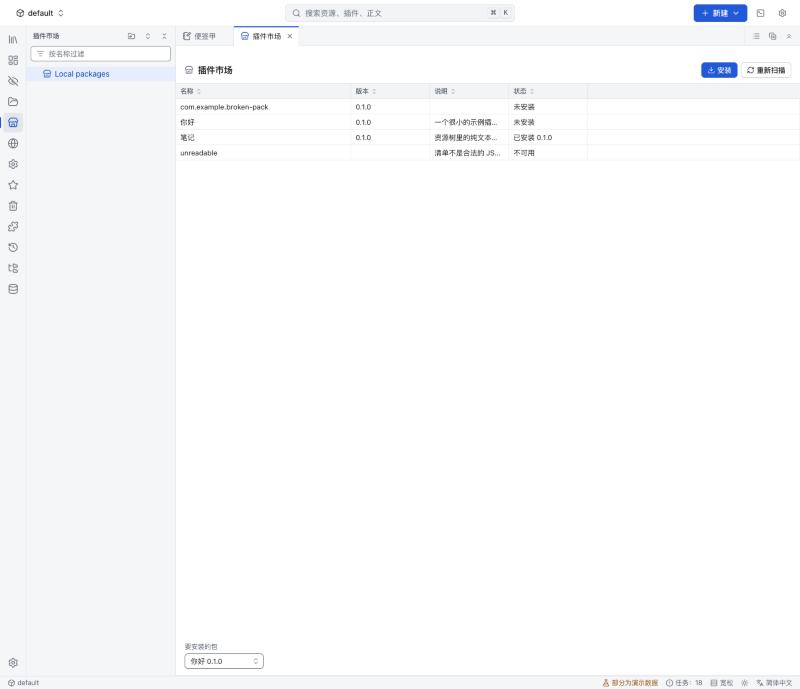 default
搜索资源、插件、正文
⌘ K
新建
插件市场
按名称过滤
Local packages
便签甲
插件市场
插件市场
安装
重新扫描
名称 版本 说明 状态
com.example.broken-pack 0.1.0 未安装
你好 0.1.0 一个很小的示例插... 未安装
笔记 0.1.0 资源树里的纯文本... 已安装 0.1.0
unreadable 清单不是合法的 JS... 不可用
要安装的包
你好 0.1.0
default
部分为演示数据
任务: 18
宽松
简体中文